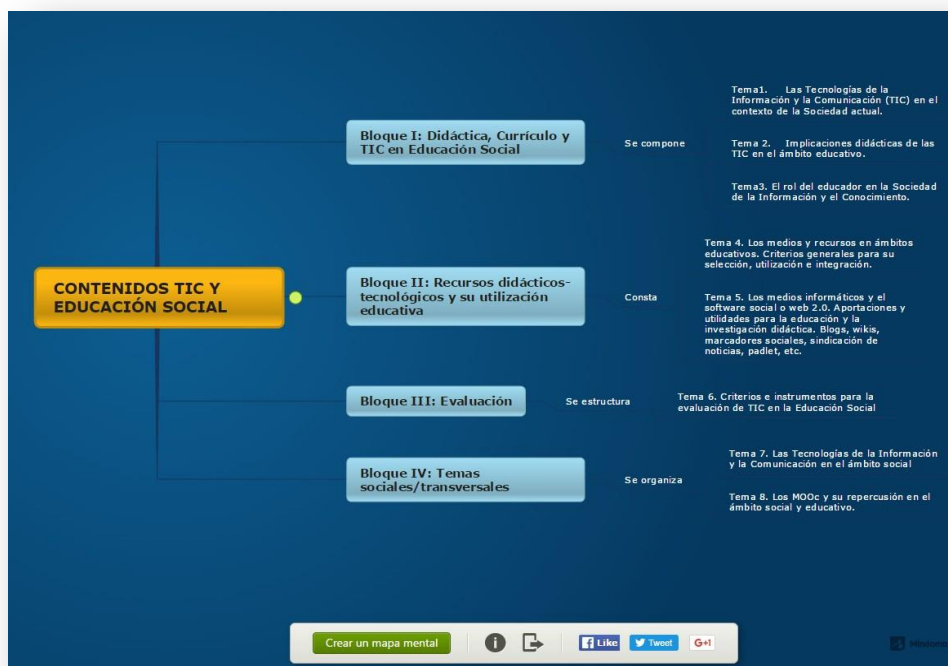 CONTENIDOS TIC Y
EDUCACIÓN SOCIAL
Bloque I: Didáctica, Currículo y
TIC en Educación Social
Se compone
Tema1. Las Tecnologías de la
Información y la Comunicación (TIC) en el
contexto de la Sociedad actual.
Tema 2. Implicaciones didácticas de las
TIC en el ámbito educativo.
Tema3. El rol del educador en la Sociedad
de la Información y el Conocimiento.
Bloque II: Recursos didácticos-
tecnológicos y su utilización
educativa
Consta
Tema 4. Los medios y recursos en ámbitos
educativos. Criterios generales para su
selección, utilización e integración.
Tema 5. Los medios informáticos y el
software social o web 2.0. Aportaciones y
utilidades para la educación y la
investigación didáctica. Blogs, wikis,
marcadores sociales, sindicación de
noticias, padlet, etc.
Bloque III: Evaluación
Se estructura
Tema 6. Criterios e instrumentos para la
evaluación de TIC en la Educación Social
Bloque IV: Temas
sociales/transversales
Se organiza
Tema 7. Las Tecnologías de la Información
y la Comunicación en el ámbito social
Tema 8. Los MOOc y su repercusión en el
ámbito social y educativo.
Crear un mapa mental
Like
Tweet
G+1
Mindomo